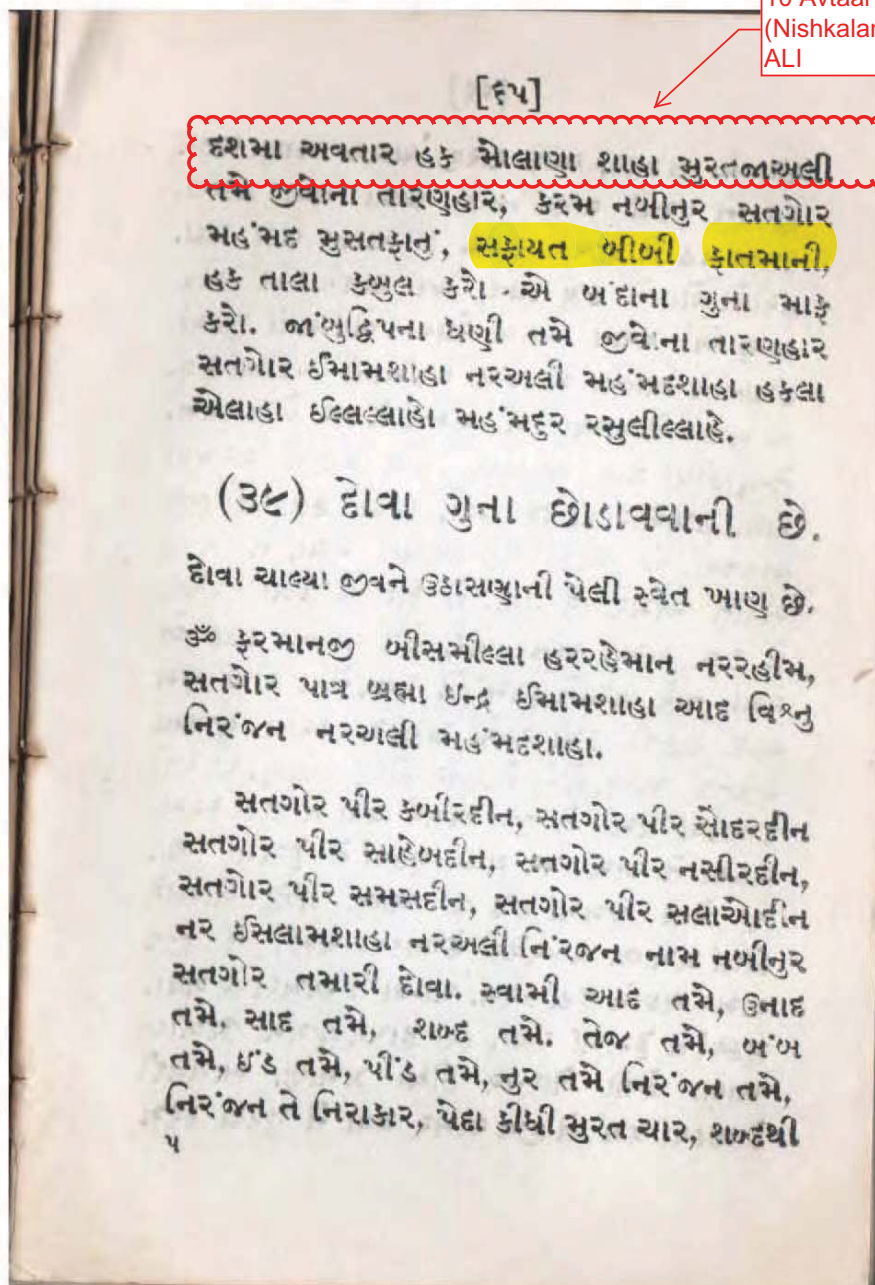 10 Avtaar
(Nishkalan
ALI
[૬૫]
દશમા અવતાર હક મોલાણા શાહા મુરતજાઅલી
તમે જીવોના તારણહાર, કરમ નબીનુર સતગોર
મહંમદ મુસતફાનું, સફાયત બીબી ફાતમાની,
હક તાલા કબુલ કરો એ બંદાના ગુના માફ
કરો. જાંબુદ્વિપના ધણી તમે જીવોના તારણહાર
સતગોર ઈમામશાહા નરઅલી મહંમદશાહા હકલા
એલાહા ઈલ્લલ્લાહો મહંમદુર રસુલીલ્લાહે.
(૩૯) દોવા ગુના છોડાવવાની છે.
દોવા ચાલ્યા જીવને ઉઠાસણાની પેલી સ્વેત ખાણ છે.
ૐ ફરમાનજી બીસમીલ્લા હરરહેમાન નરરહીમ,
સતગોર પાત્ર બ્રહ્મા ઇન્દ્ર ઈમામશાહા આદ વિશ્નુ
નિરંજન નરઅલી મહંમદશાહા.
સતગોર પીર કબીરદીન, સતગોર પીર સોદરદીન
સતગોર પીર સાહેબદીન, સતગોર પીર નસીરદીન,
સતગોર પીર સમસદીન, સતગોર પીર સલાઓદીન
નર ઈસલામશાહા નરઅલી નિંરજન નામ નબીનુર
સતગોર તમારી દોવા. સ્વામી આદ તમે, ઉનાદ
તમે, સાદ તમે, શબ્દ તમે. તેજ તમે, બંબ
તમે, ઇંડ તમે, પીંડ તમે, નુર તમે નિરંજન તમે,
નિરંજન તે નિરાકાર, પેદા કીધી સુરત ચાર, શબ્દથી
૫